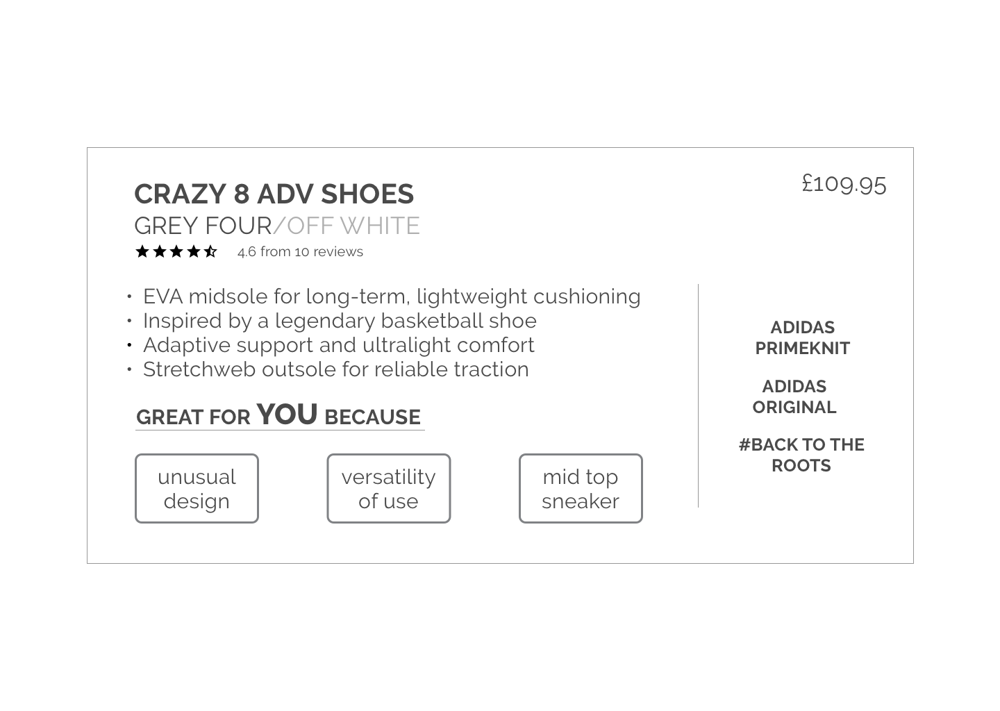 CRAZY 8 ADV SHOES
£109.95
GREY FOUR/OFF WHITE
4.6 from 10 reviews
• EVA midsole for long-term, lightweight cushioning
• Inspired by a legendary basketball shoe
• Adaptive support and ultralight comfort
• Stretchweb outsole for reliable traction
GREAT FOR YOU BECAUSE
unusual
design
versatility
of use
mid top
sneaker
ADIDAS
PRIMEKNIT
ADIDAS
ORIGINAL
#BACK TO THE
ROOTS